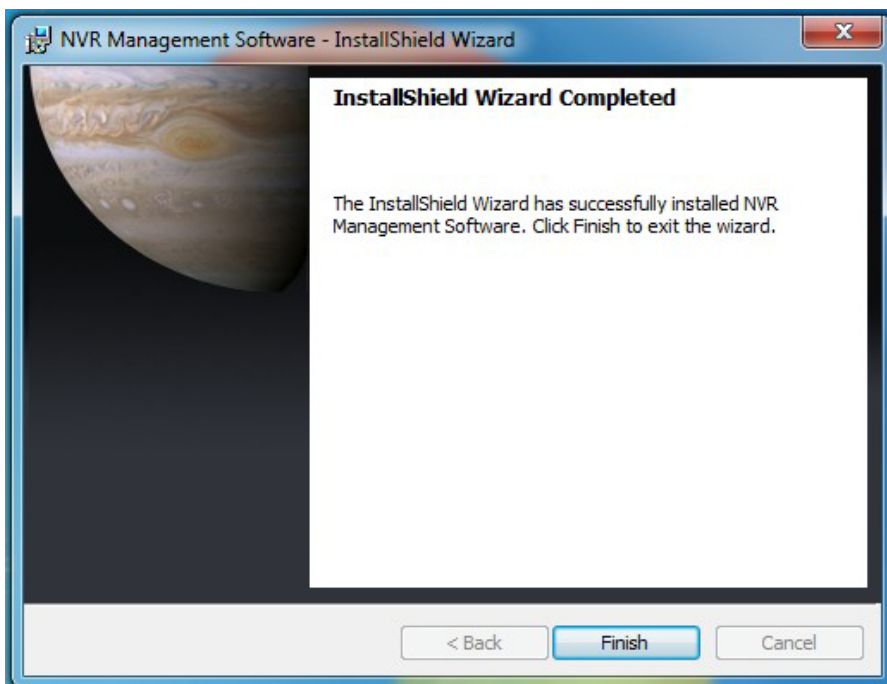 NVR Management Software - InstallShield Wizard
InstallShield Wizard Completed
The InstallShield Wizard has successfully installed NVR
Management Software. Click Finish to exit the wizard.
< Back Finish Cancel